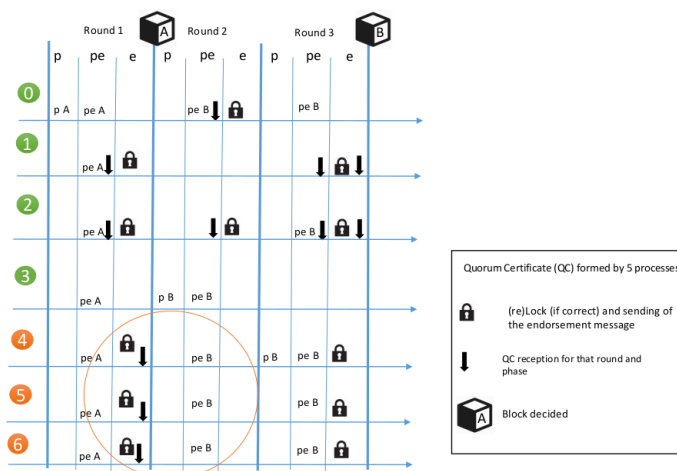 Round 1 A Round 2 Round 3 B
p pe e p pe e p pe e
0 p A pe A pe B pe B
1 pe A
2 pe A pe B
3 pe A p B pe B
4 pe A pe B p B pe B
5 pe A pe B pe B
6 pe A pe B pe B
Quorum Certificate (QC) formed by 5 processes
(re)Lock (if correct) and sending of
the endorsement message
QC reception for that round and
phase
A Block decided